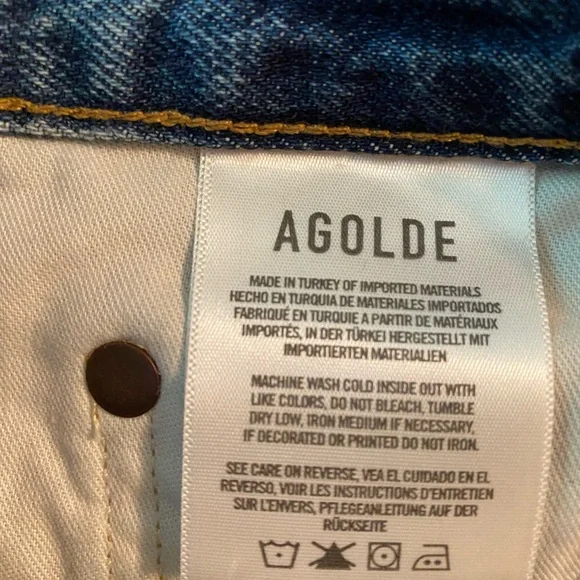 AGOLDE
MADE IN TURKEY OF IMPORTED MATERIALS
HECHO EN TURQUIA DE MATERIALES IMPORTADOS
FABRIQUÉ EN TURQUIE A PARTIR DE MATÉRIAUX
IMPORTÉS, IN DER TÜRKEI HERGESTELLT MIT
IMPORTIERTEN MATERIALIEN
MACHINE WASH COLD INSIDE OUT WITH
LIKE COLORS, DO NOT BLEACH, TUMBLE
DRY LOW, IRON MEDIUM IF NECESSARY,
IF DECORATED OR PRINTED DO NOT IRON.
SEE CARE ON REVERSE, VEA EL CUIDADO EN EL
REVERSO, VOIR LES INSTRUCTIONS D'ENTRETIEN
SUR L'ENVERS, PFLEGEANLEITUNG AUF DER
RÜCKSEITE